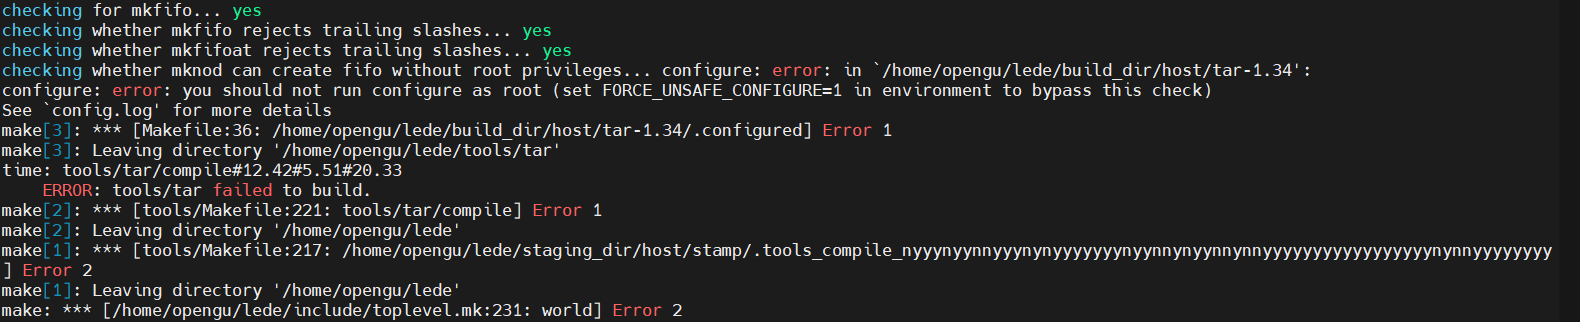 checking for mkfifo... yes
checking whether mkfifo rejects trailing slashes... yes
checking whether mkfifoat rejects trailing slashes... yes
checking whether mknod can create fifo without root privileges... configure: error: in `/home/opengu/lede/build_dir/host/tar-1.34':
configure: error: you should not run configure as root (set FORCE_UNSAFE_CONFIGURE=1 in environment to bypass this check)
See `config.log' for more details
make[3]: *** [Makefile:36: /home/opengu/lede/build_dir/host/tar-1.34/.configured] Error 1
make[3]: Leaving directory '/home/opengu/lede/tools/tar'
time: tools/tar/compile#12.42#5.51#20.33
    ERROR: tools/tar failed to build.
make[2]: *** [tools/Makefile:221: tools/tar/compile] Error 1
make[2]: Leaving directory '/home/opengu/lede'
make[1]: *** [tools/Makefile:217: /home/opengu/lede/staging_dir/host/stamp/.tools_compile_nyyynyynnyyynynyyyyyyynyynnynyynnynnyyyyyyyyyyyyyyyyynynnyyyyyyyy
] Error 2
make[1]: Leaving directory '/home/opengu/lede'
make: *** [/home/opengu/lede/include/toplevel.mk:231: world] Error 2